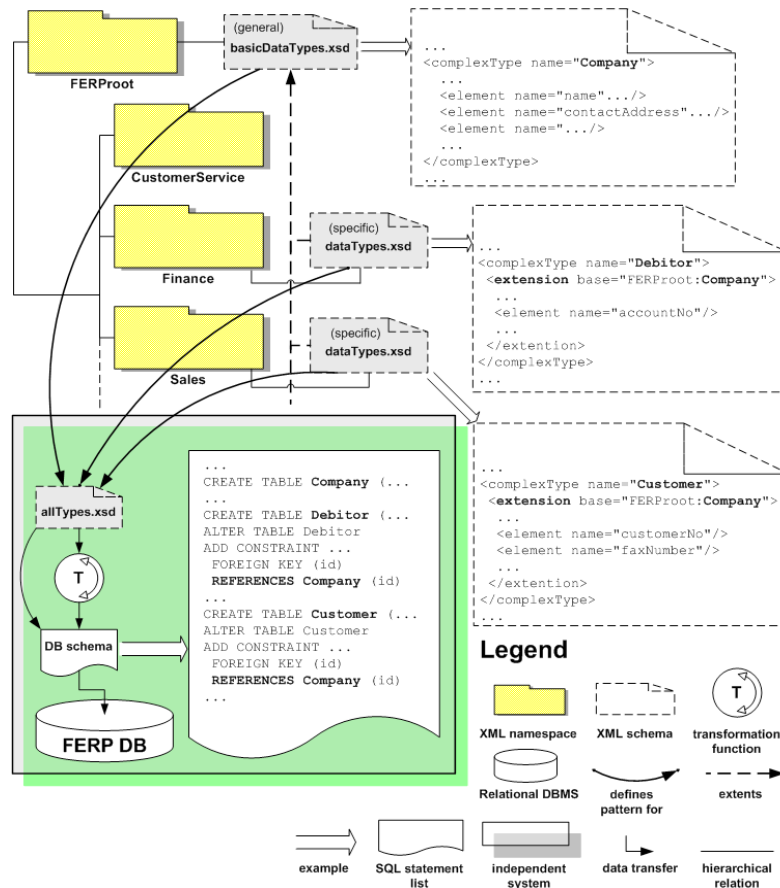 FERProot
(general)
basicDataTypes.xsd
...
<complexType name="Company">
...
<element name="name".../>
<element name="contactAddress".../>
<element name=".../>
...
</complexType>
...
CustomerService
Finance
(specific)
dataTypes.xsd
...
<complexType name="Debitor">
<extension base="FERProot:Company">
...
<element name="accountNo"/>
...
</extention>
</complexType>
...
Sales
(specific)
dataTypes.xsd
...
<complexType name="Customer">
<extension base="FERProot:Company">
...
<element name="customerNo"/>
<element name="faxNumber"/>
...
</extention>
</complexType>
...
allTypes.xsd
T
DB schema
FERP DB
...
CREATE TABLE Company (...
...
CREATE TABLE Debitor (...
ALTER TABLE Debitor
ADD CONSTRAINT ...
FOREIGN KEY (id)
REFERENCES Company (id)
...
CREATE TABLE Customer (...
ALTER TABLE Customer
ADD CONSTRAINT ...
FOREIGN KEY (id)
REFERENCES Company (id)
...
Legend
XML namespace
XML schema
T
transformation
function
Relational DBMS
defines
pattern for
extents
example
SQL statement
list
independent
system
data transfer
hierarchical
relation